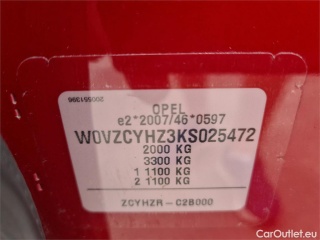 OPEL
e2*2007/46*0597
W0VZCYHZ3KS025472
2000 KG
3300 KG
1 1100 KG
2 1100 KG
ZCYHZR - C2B000
CarOutlet.eu